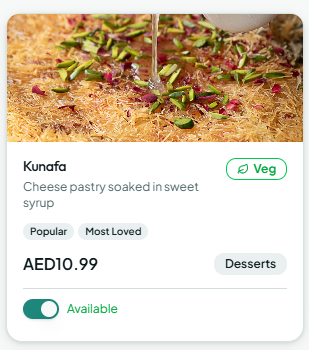 Kunafa
Veg
Cheese pastry soaked in sweet
syrup
Popular
Most Loved
AED10.99
Desserts
Available